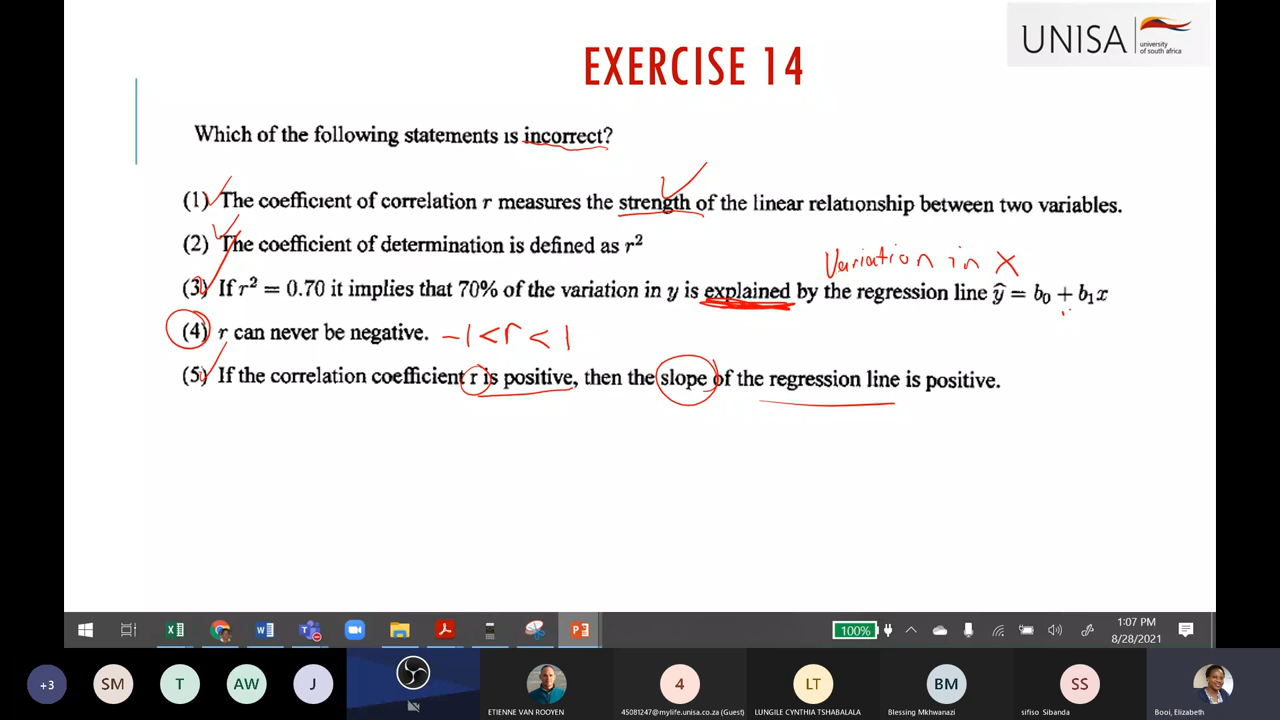 UNISA
university
of south africa
EXERCISE 14
Which of the following statements is incorrect?
(1) The coefficient of correlation r measures the strength of the linear relationship between two variables.
(2) The coefficient of determination is defined as r²
Variation in X
(3) If r² = 0.70 it implies that 70% of the variation in y is explained by the regression line ŷ = b₀ + b₁x
(4) r can never be negative. -1 < r < 1
(5) If the correlation coefficient r is positive, then the slope of the regression line is positive.
100%
1:07 PM
8/28/2021
+3
SM
T
AW
J
4
LT
BM
SS
ETIENNE VAN ROOYEN
45081247@mylife.unisa.co.za (Guest)
LUNGILE CYNTHIA TSHABALALA
Blessing Mkhwanazi
sifiso Sibanda
Booi, Elizabeth